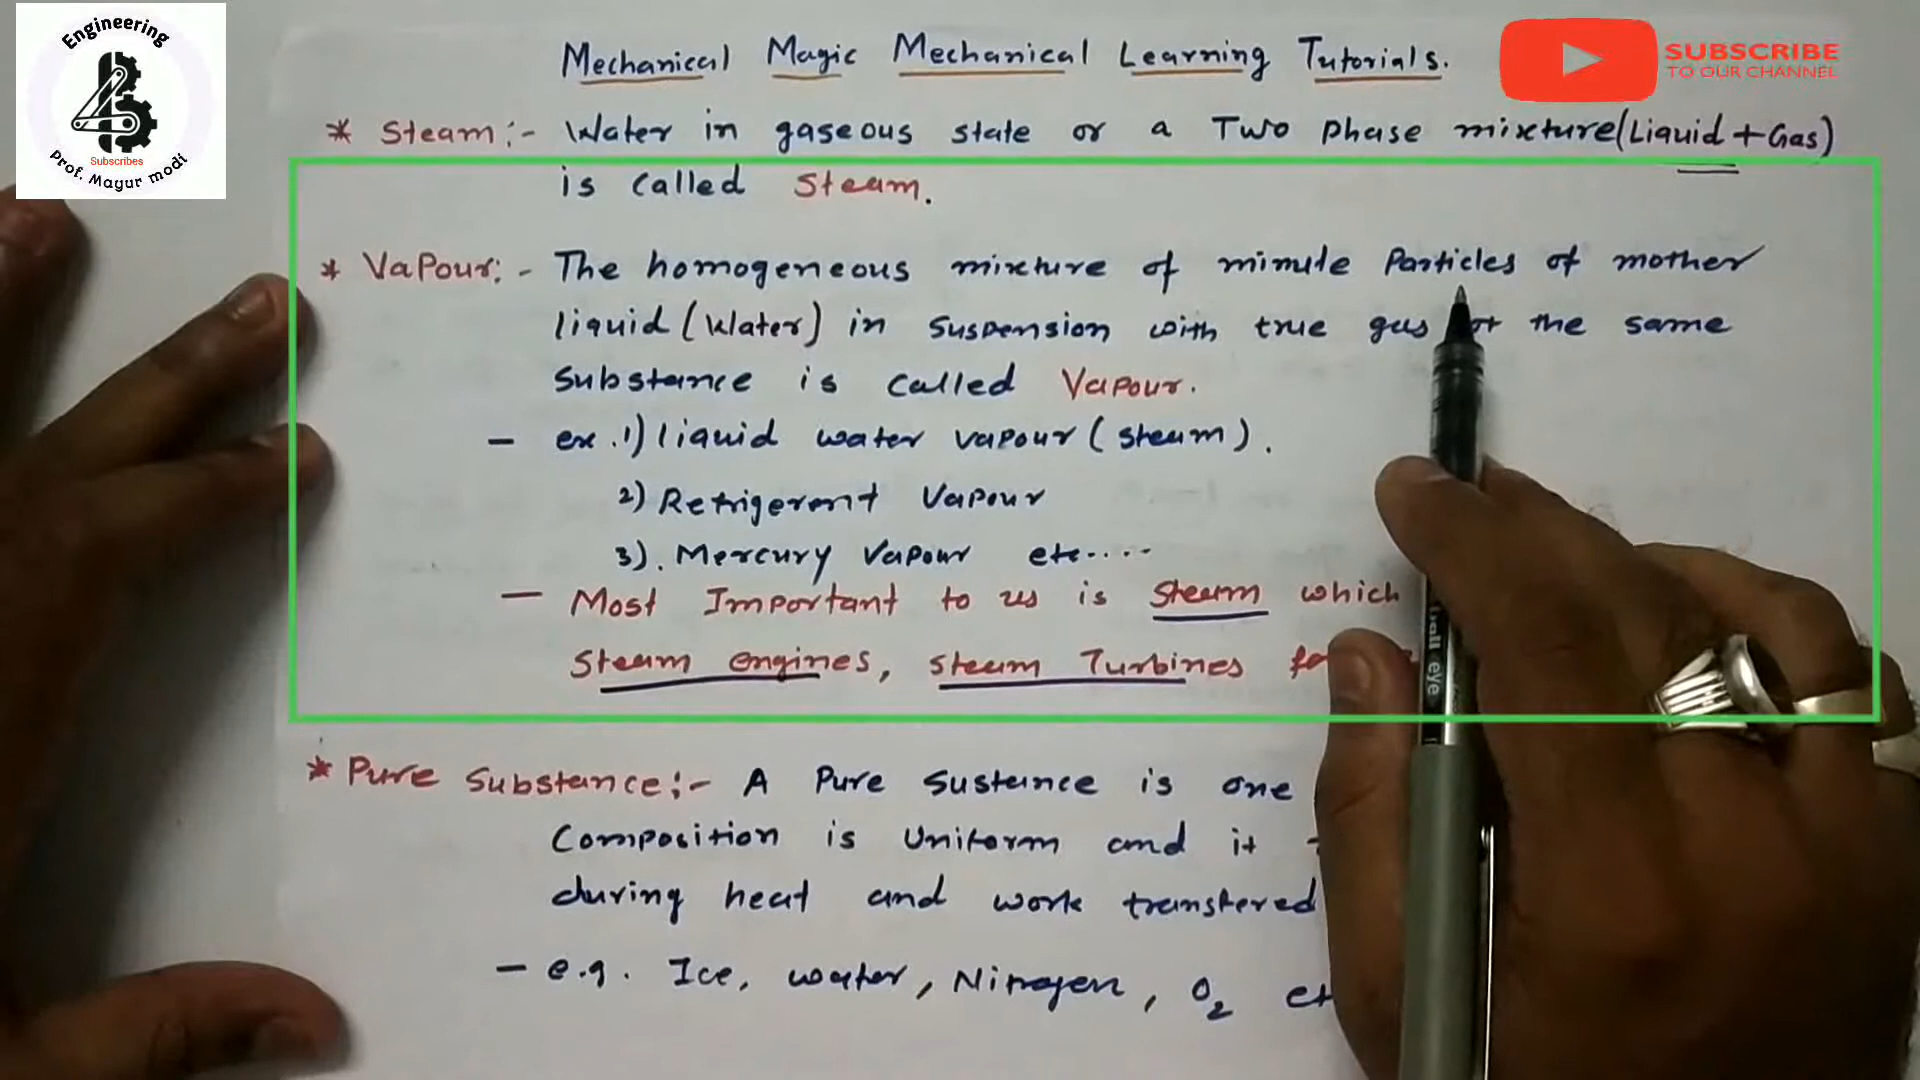 Engineering
Subscribes
Prof. Mayur modi
SUBSCRIBE
TO OUR CHANNEL
Mechanical Magic Mechanical Learning Tutorials.
* Steam:- Water in gaseous state or a Two phase mixture(Liquid+Gas)
is called Steam.
* Vapour:- The homogeneous mixture of minute Particles of mother
liquid(Water) in suspension with true gas of the same
Substance is called Vapour.
- ex.1) liquid water vapour(steam).
2) Refrigerent Vapour
3). Mercury Vapour etc....
- Most Important to us is Steam which
Steam engines, steam Turbines
* Pure Substance:- A Pure Sustance is one
Composition is Uniform and it
during heat and work transfered
- e.g. Ice, water, Nitrogen, O2
ball eye